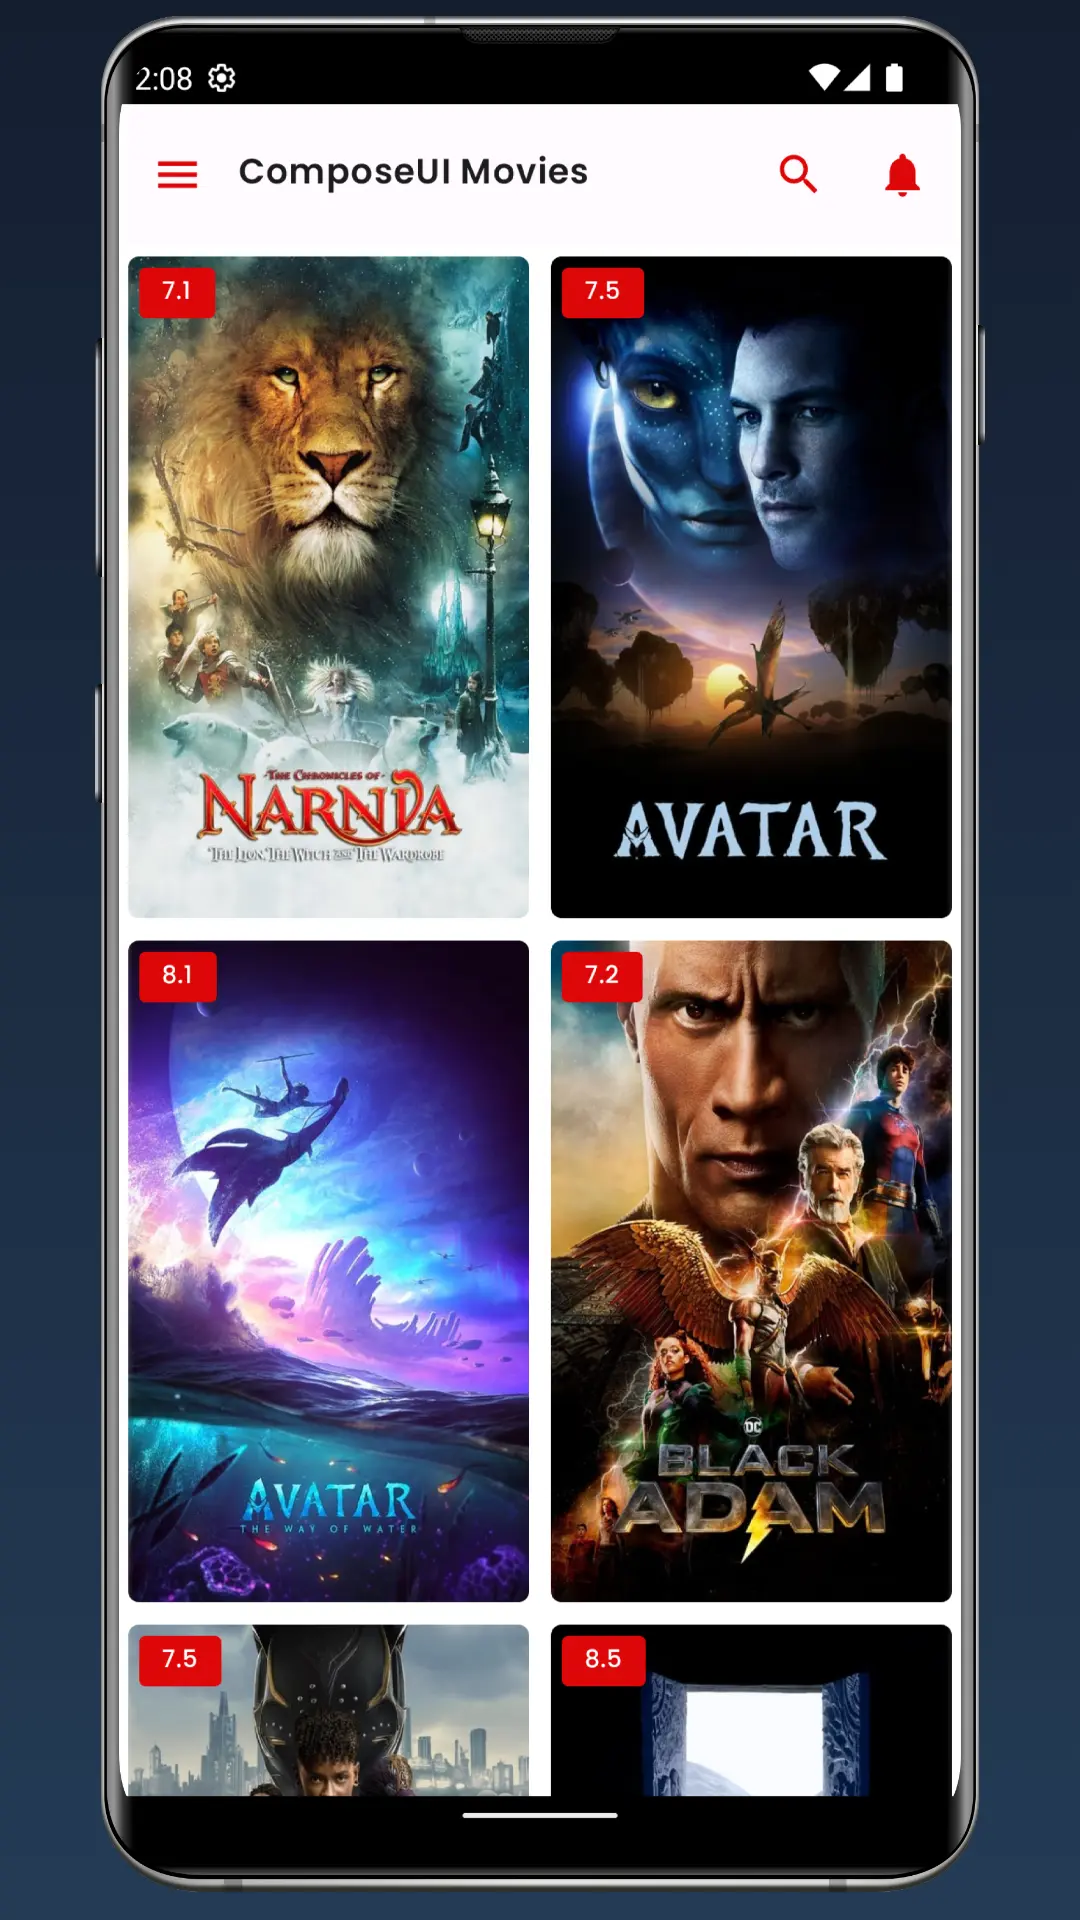 2:08
ComposeUI Movies
7.1
THE CHRONICLES OF
NARNIA
THE LION, THE WITCH AND THE WARDROBE
7.5
AVATAR
8.1
AVATAR
THE WAY OF WATER
7.2
DC
BLACK
ADAM
7.5
8.5